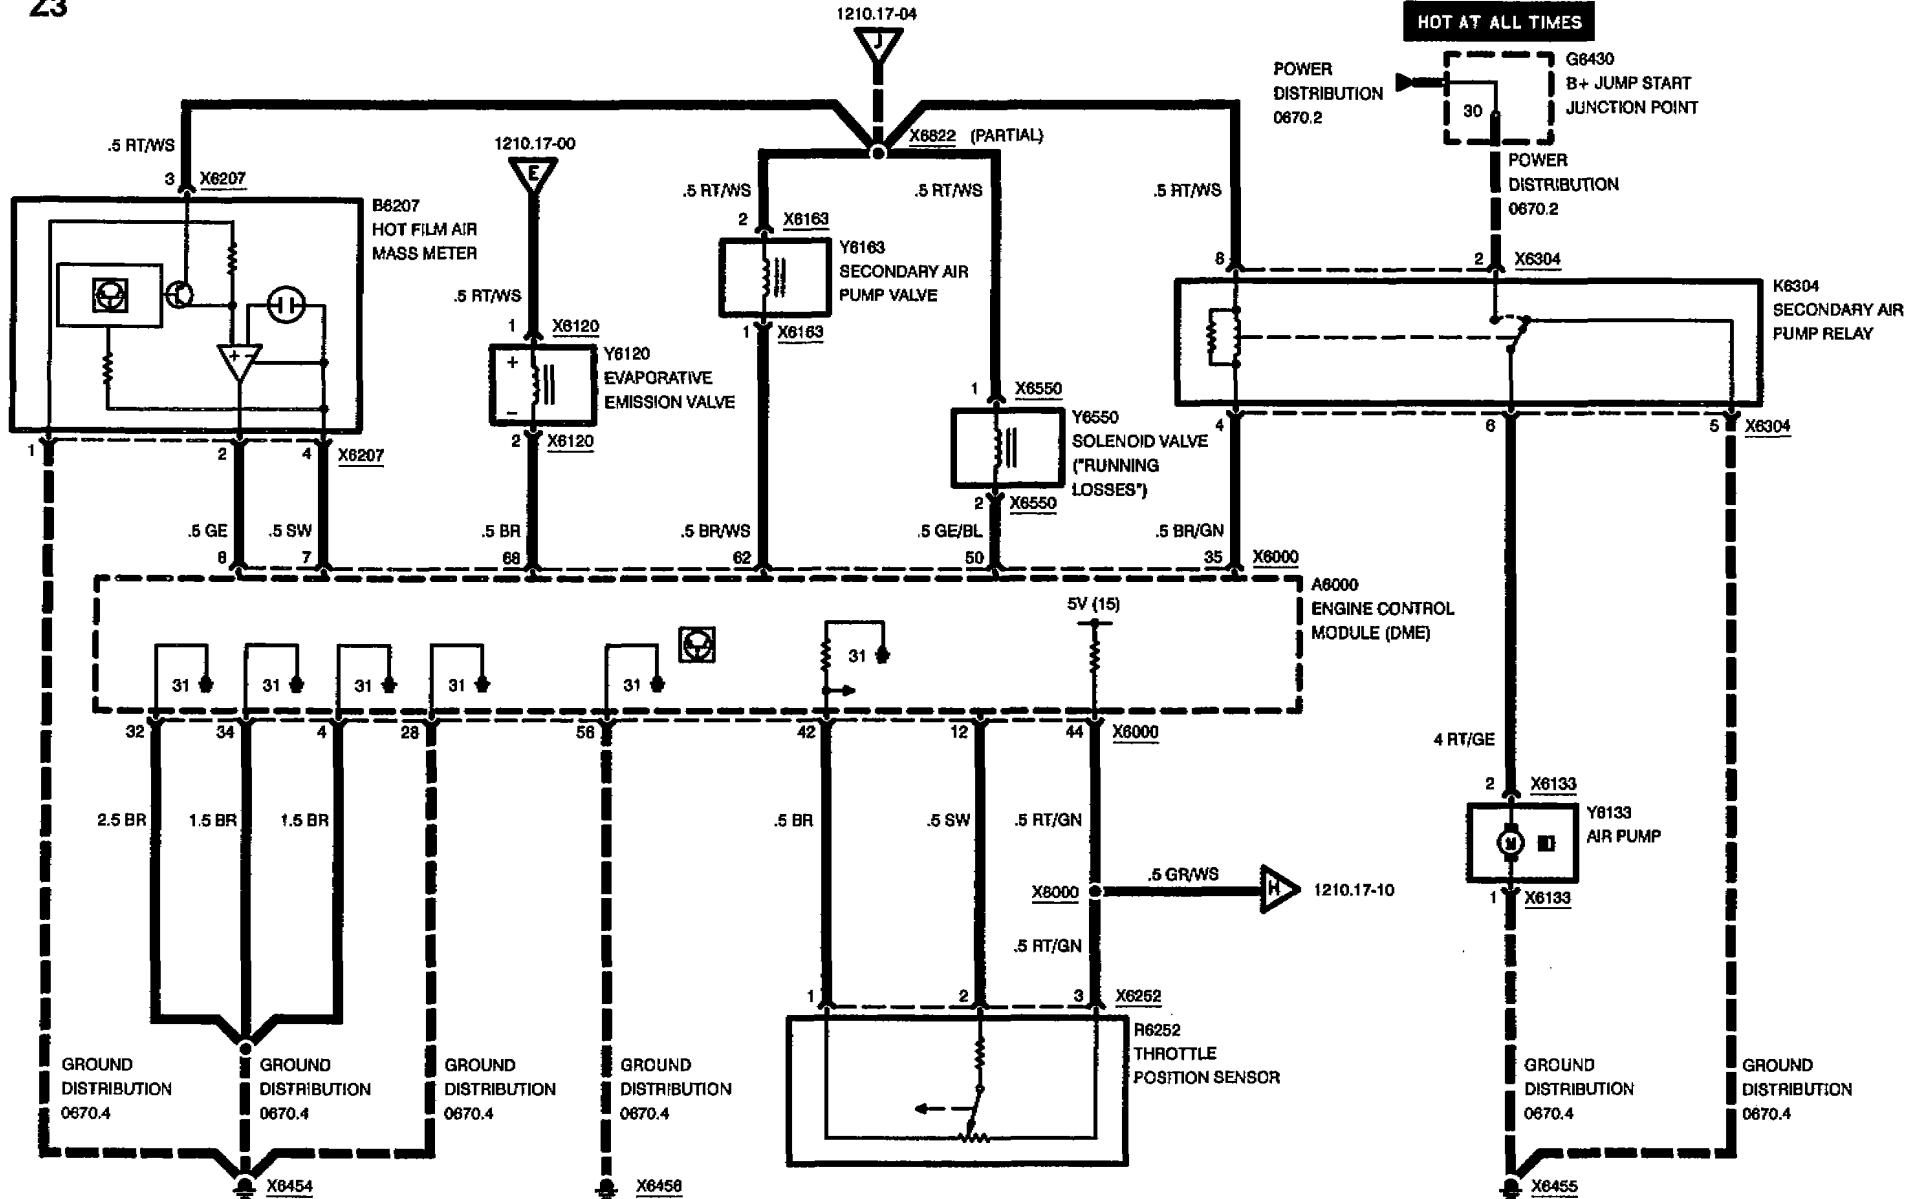 Z3
1210.17-04
J
HOT AT ALL TIMES
POWER
DISTRIBUTION
0670.2
30
G6430
B+ JUMP START
JUNCTION POINT
POWER
DISTRIBUTION
0670.2
X6822 (PARTIAL)
.5 RT/WS
3 X6207
B6207
HOT FILM AIR
MASS METER
+ -
1
2
4
X6207
1210.17-00
E
.5 RT/WS
1 X6120
+
-
Y6120
EVAPORATIVE
EMISSION VALVE
2 X6120
.5 RT/WS
2 X6163
Y6163
SECONDARY AIR
PUMP VALVE
1 X6163
.5 RT/WS
1 X6550
Y6550
SOLENOID VALVE
("RUNNING
LOSSES")
2 X6550
.5 RT/WS
8
2 X6304
K6304
SECONDARY AIR
PUMP RELAY
4
6
5 X6304
.5 GE
.5 SW
.5 BR
.5 BR/WS
.5 GE/BL
.5 BR/GN
8
7
68
62
50
35 X6000
A6000
ENGINE CONTROL
MODULE (DME)
5V (15)
31
31
31
31
31
31
32
34
4
28
56
42
12
44 X6000
2.5 BR
1.5 BR
1.5 BR
.5 BR
.5 SW
.5 RT/GN
4 RT/GE
2 X6133
Y6133
AIR PUMP
M
1 X6133
X6000
.5 GR/WS
H
1210.17-10
.5 RT/GN
1
2
3 X6252
R6252
THROTTLE
POSITION SENSOR
GROUND
DISTRIBUTION
0670.4
GROUND
DISTRIBUTION
0670.4
GROUND
DISTRIBUTION
0670.4
GROUND
DISTRIBUTION
0670.4
GROUND
DISTRIBUTION
0670.4
GROUND
DISTRIBUTION
0670.4
X6454
X6456
X6455